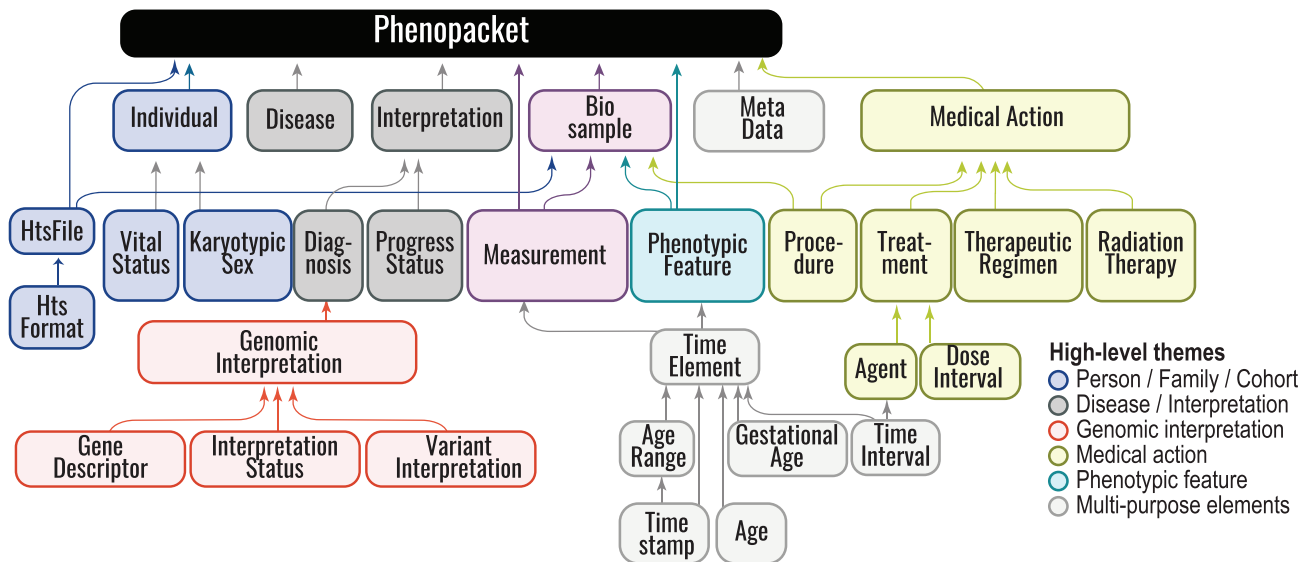 Phenopacket
Individual
Disease
Interpretation
Bio
sample
Meta
Data
Medical Action
HtsFile
Vital
Status
Karyotypic
Sex
Diag-
nosis
Progress
Status
Measurement
Phenotypic
Feature
Proce-
dure
Treat-
ment
Therapeutic
Regimen
Radiation
Therapy
Hts
Format
Genomic
Interpretation
Time
Element
Agent
Dose
Interval
Gene
Descriptor
Interpretation
Status
Variant
Interpretation
Age
Range
Gestational
Age
Time
Interval
Time
stamp
Age
High-level themes
Person / Family / Cohort
Disease / Interpretation
Genomic interpretation
Medical action
Phenotypic feature
Multi-purpose elements